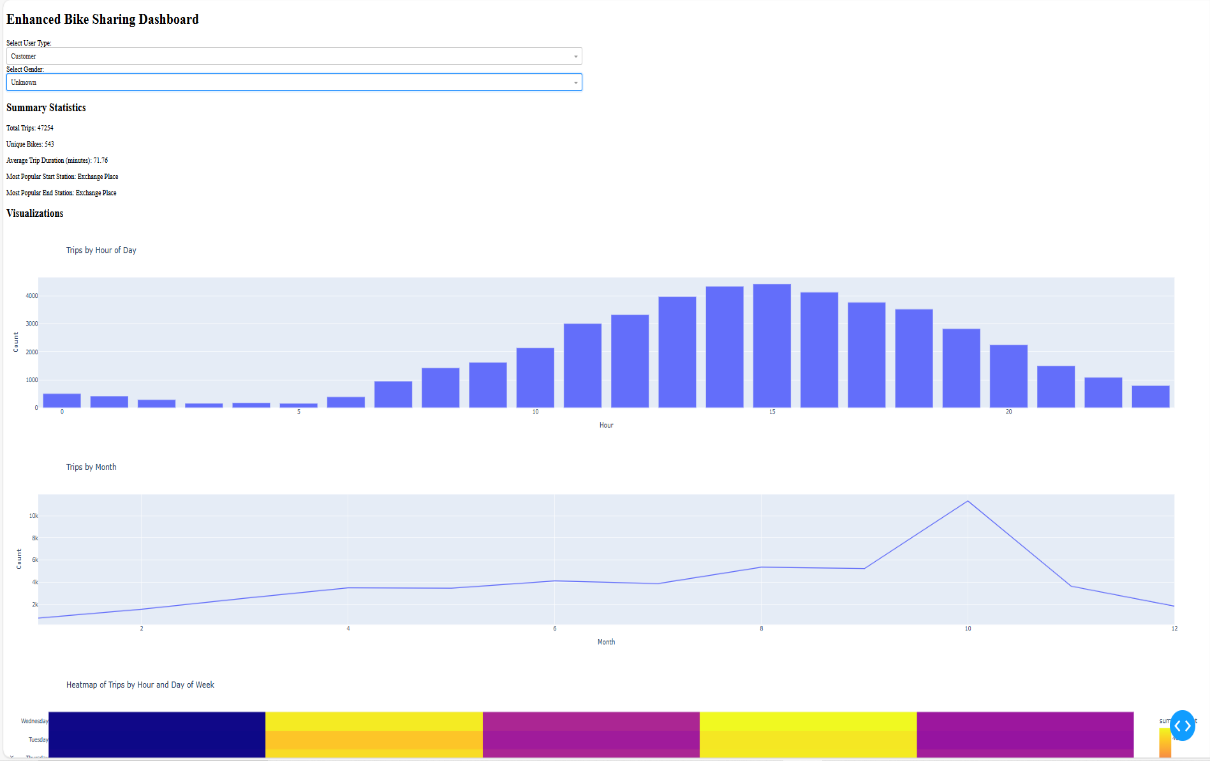 Enhanced Bike Sharing Dashboard
Select User Type:
Customer
Select Gender:
Unknown
Summary Statistics
Total Trips: 47254
Unique Bikes: 543
Average Trip Duration (minutes): 71.76
Most Popular Start Station: Exchange Place
Most Popular End Station: Exchange Place
Visualizations
Trips by Hour of Day
4000
3000
2000
1000
0
Count
0 5 10 15 20
Hour
Trips by Month
10k
8k
6k
4k
2k
Count
2 4 6 8 10 12
Month
Heatmap of Trips by Hour and Day of Week
Wednesday
Tuesday